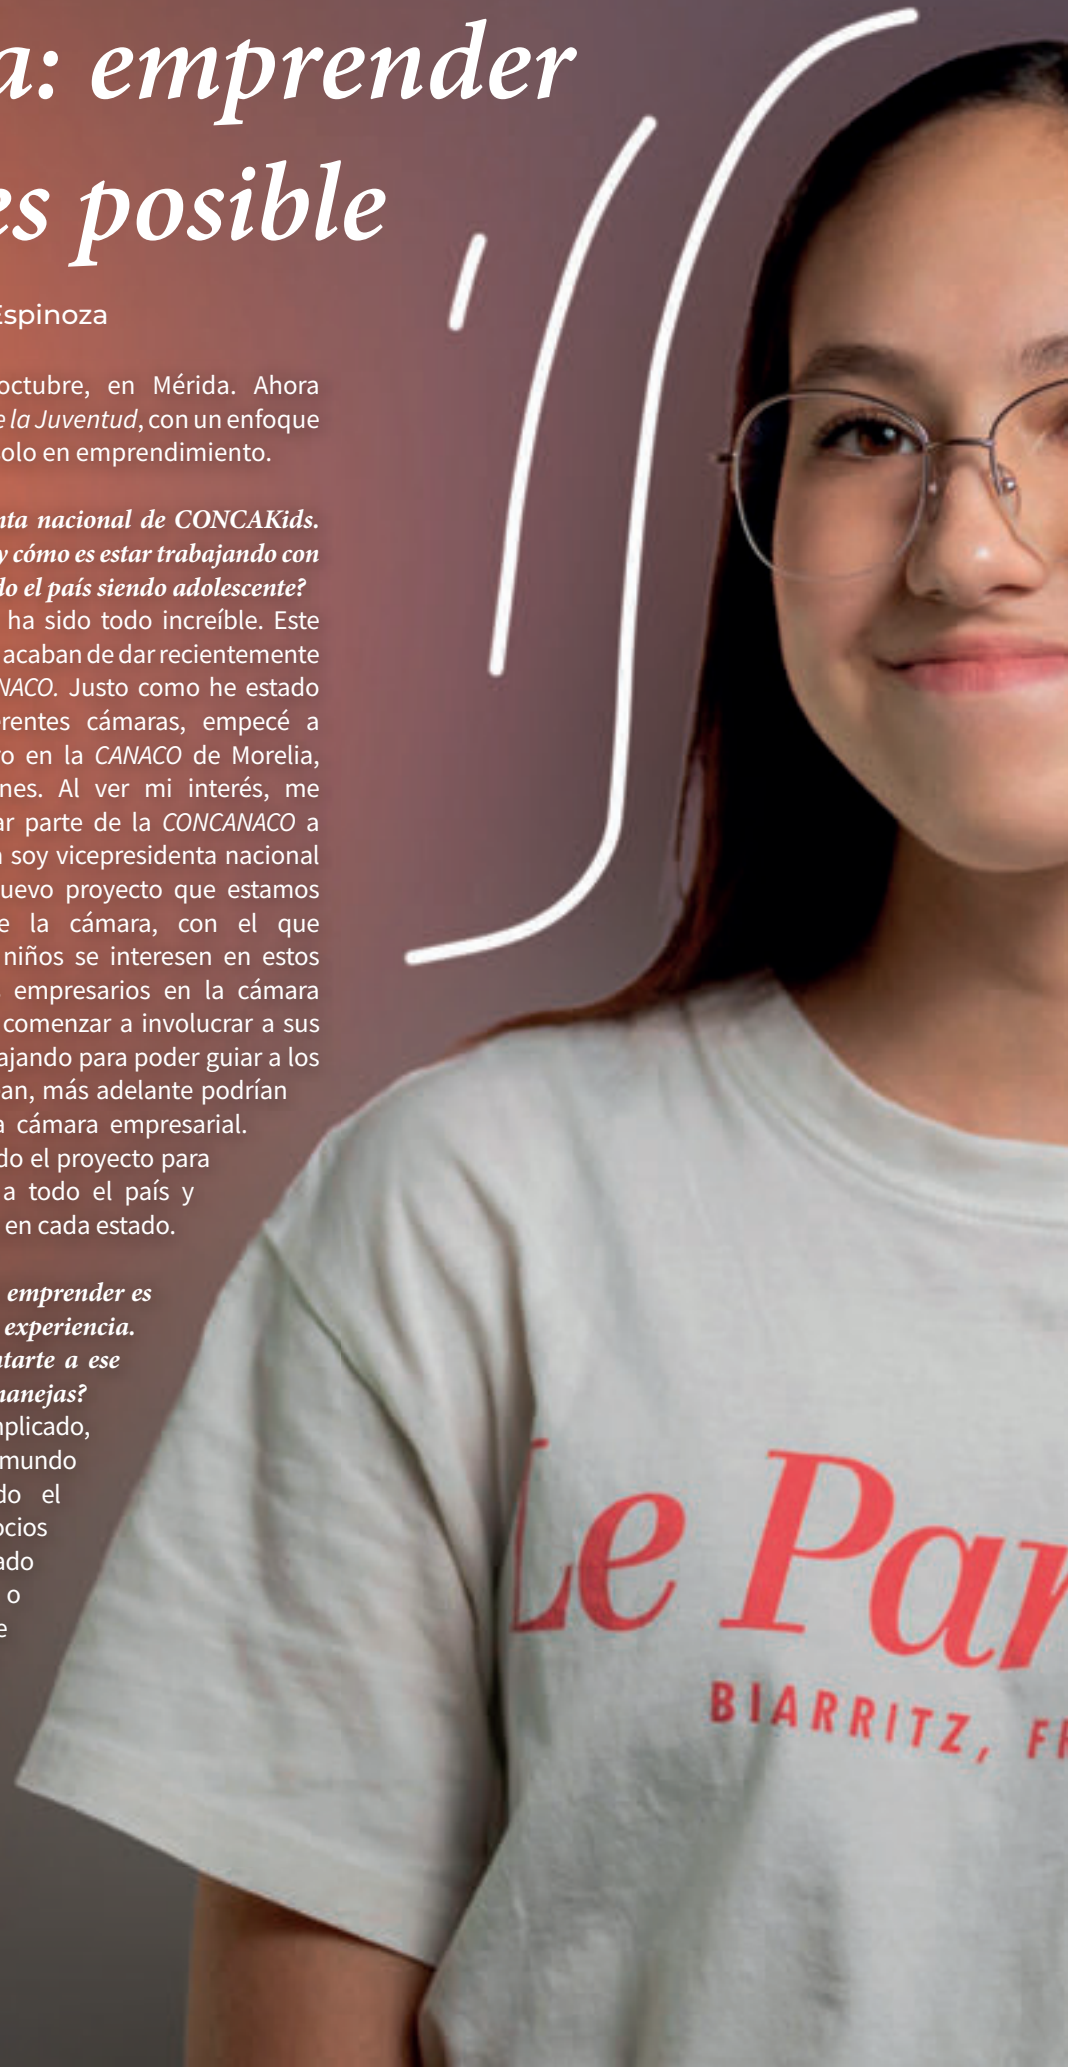 a: emprender
es posible
Espinoza
octubre, en Mérida. Ahora
e la Juventud, con un enfoque
olo en emprendimiento.
nta nacional de CONCAKids.
y cómo es estar trabajando con
do el país siendo adolescente?
ha sido todo increíble. Este
acaban de dar recientemente
NACO. Justo como he estado
erentes cámaras, empecé a
o en la CANACO de Morelia,
nes. Al ver mi interés, me
ar parte de la CONCANACO a
soy vicepresidenta nacional
uevo proyecto que estamos
e la cámara, con el que
niños se interesen en estos
empresarios en la cámara
comenzar a involucrar a sus
ajando para poder guiar a los
an, más adelante podrían
a cámara empresarial.
do el proyecto para
a todo el país y
en cada estado.
emprender es
experiencia.
ntarte a ese
manejas?
mplicado,
mundo
do el
ocios
ado
o
e
Le Par
BIARRITZ, FR